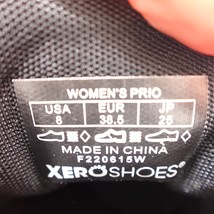 WOMEN'S PRIO
USA EUR JP
8 38.5 25
MADE IN CHINA
F220615W
XEROSHOES®